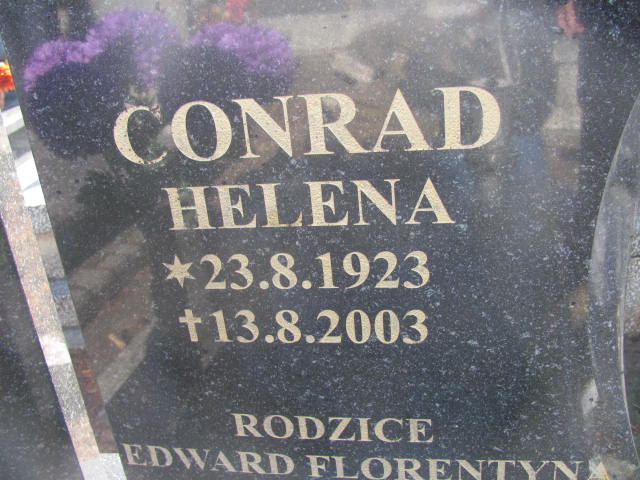 CONRAD
HELENA
✶23.8.1923
✝13.8.2003
RODZICE
EDWARD FLORENTYNA